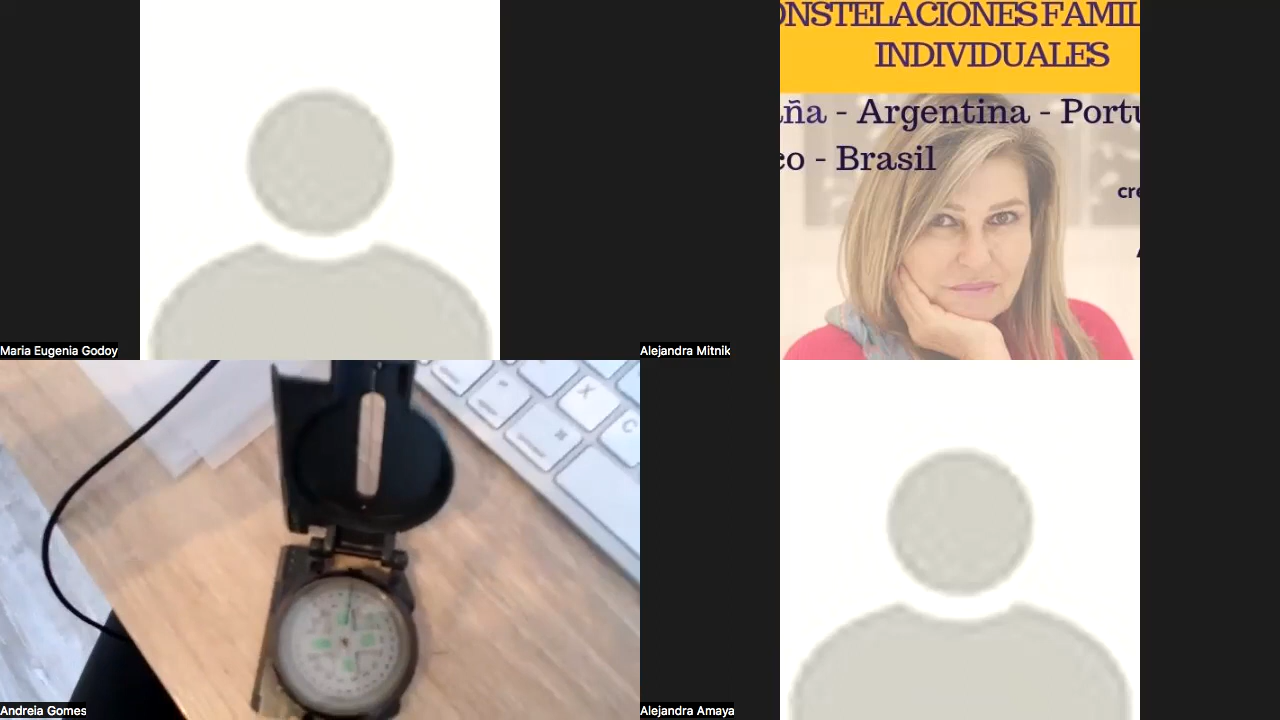 ONSTELACIONES FAMIL
INDIVIDUALES
ña - Argentina - Portu
co - Brasil
cre
Maria Eugenia Godoy
Alejandra Mitnik
X
C
Andreia Gomes
Alejandra Amaya